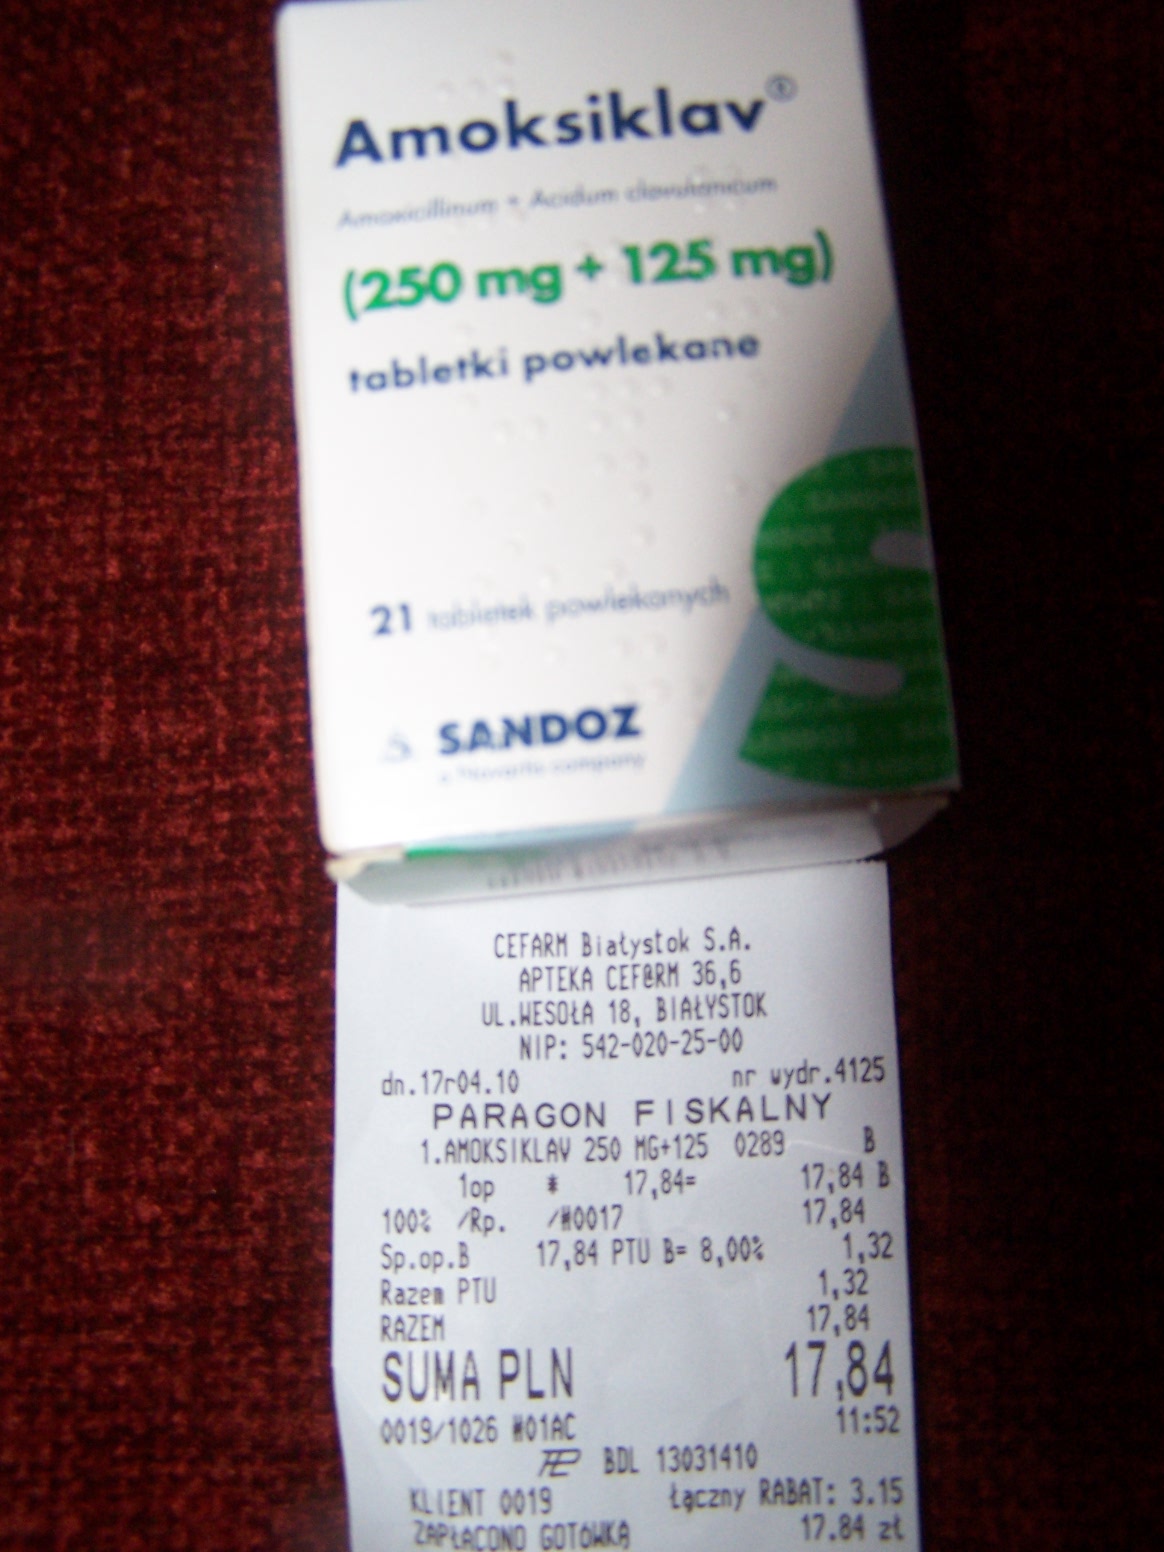 Amoksiklav®
Amoxicillinum + Acidum clavulanicum
(250 mg + 125 mg)
tabletki powlekane
21 tabletek powlekanych
SANDOZ
a Novartis company
CEFARM Białystok S.A.
APTEKA CEF@RM 36,6
UL.WESOŁA 18, BIAŁYSTOK
NIP: 542-020-25-00
dn.17r04.10 nr wydr.4125
PARAGON FISKALNY
1.AMOKSIKLAV 250 MG+125 0289 B
1op * 17,84= 17,84 B
100% /Rp. /#0017 17,84
Sp.op.B 17,84 PTU B= 8,00% 1,32
Razem PTU 1,32
RAZEM 17,84
SUMA PLN 17,84
0019/1026 #01AC 11:52
BDL 13031410
KLIENT 0019 Łączny RABAT: 3.15
ZAPŁACONO GOTÓWKĄ 17.84 zł